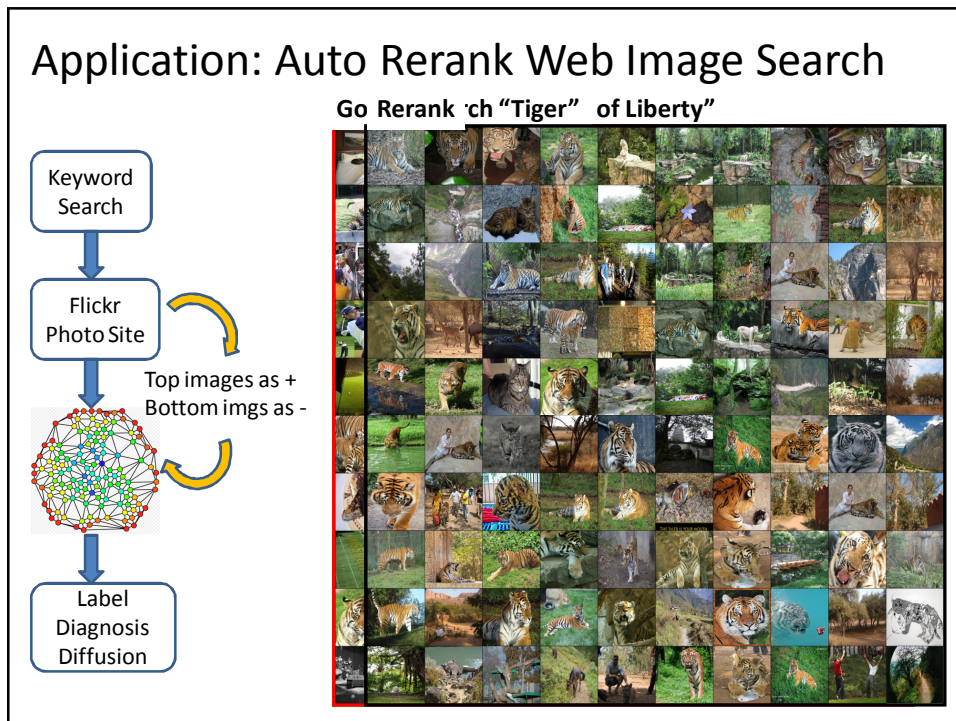 Application: Auto Rerank Web Image Search
Go Rerank rch “Tiger” of Liberty”
Keyword
Search
Flickr
Photo Site
Top images as +
Bottom imgs as -
Label
Diagnosis
Diffusion